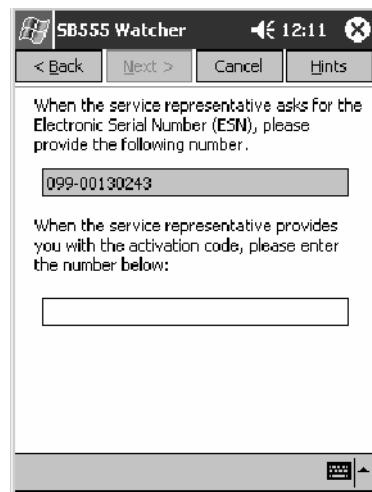 SB555 Watcher 12:11
< Back Next > Cancel Hints
When the service representative asks for the
Electronic Serial Number (ESN), please
provide the following number.
099-00130243
When the service representative provides
you with the activation code, please enter
the number below: